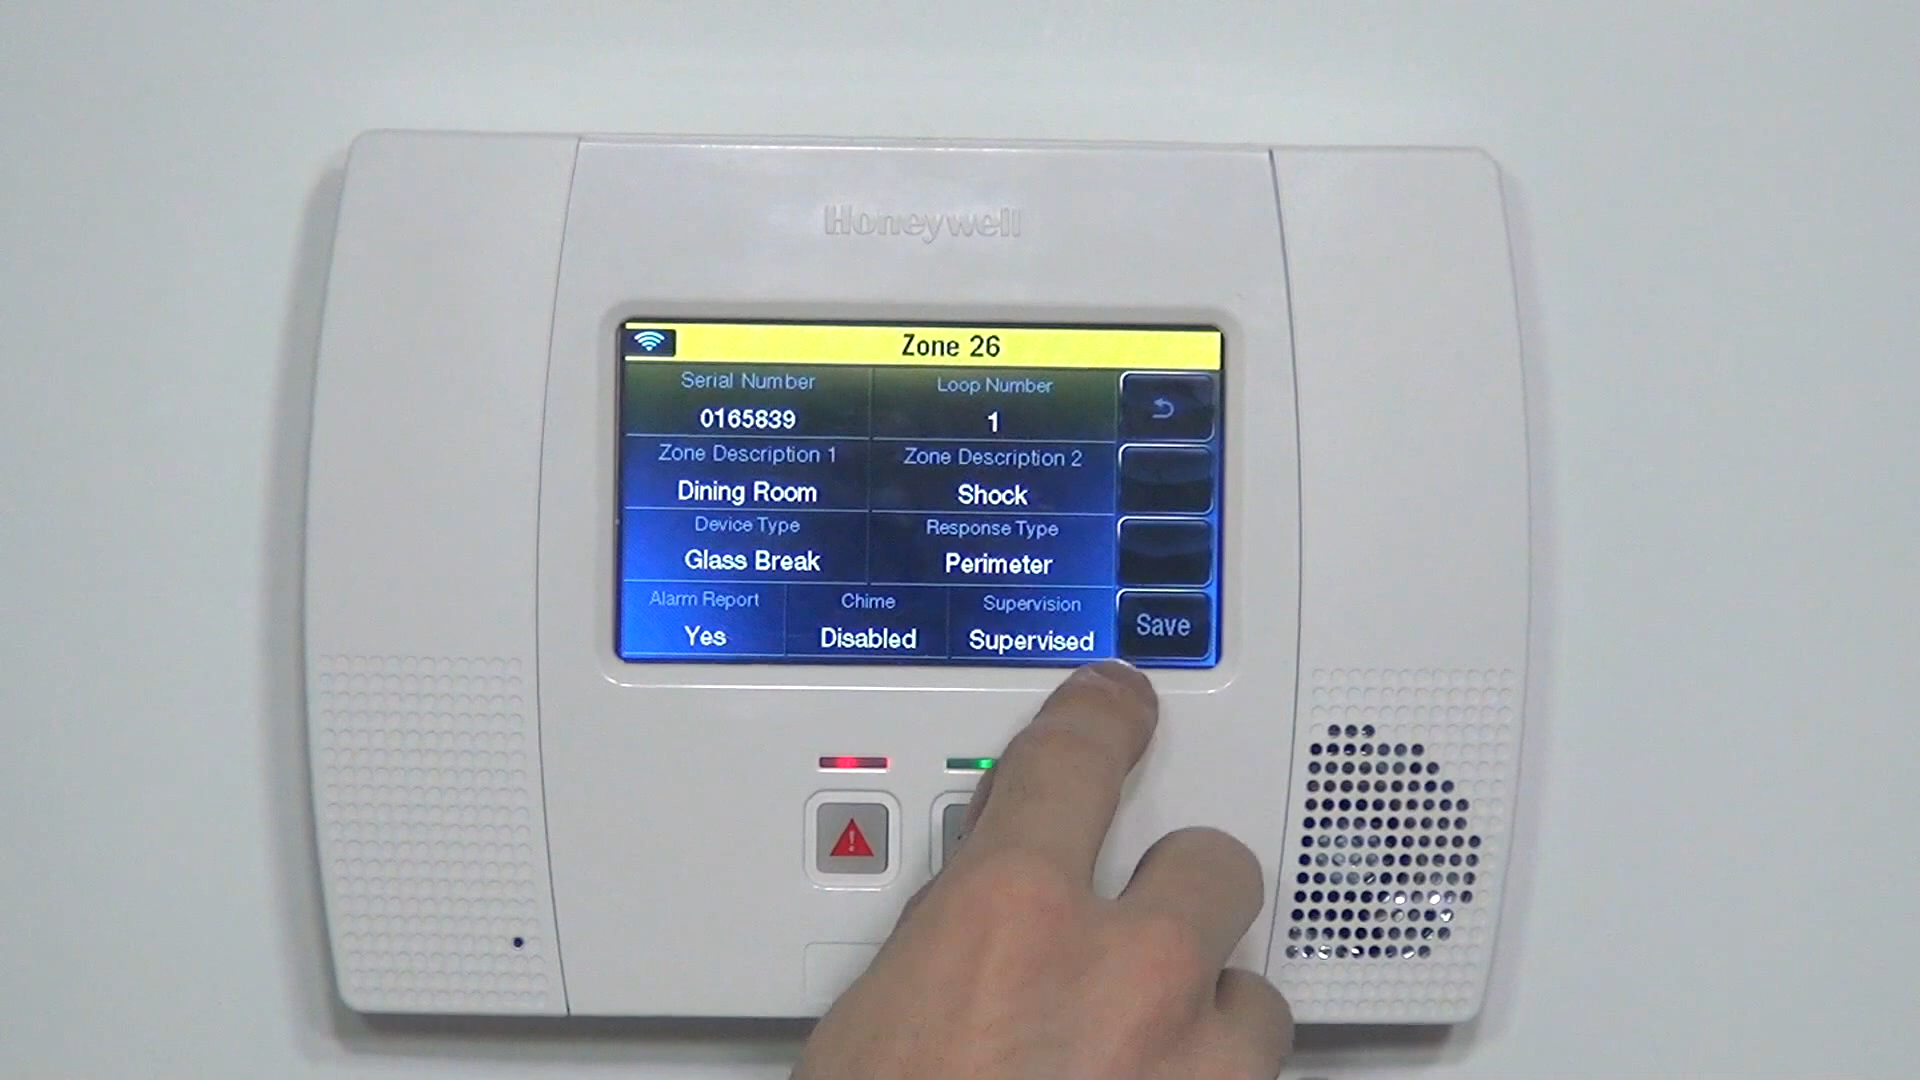 Honeywell
Zone 26
Serial Number
Loop Number
0165839
1
Zone Description 1
Zone Description 2
Dining Room
Shock
Device Type
Response Type
Glass Break
Perimeter
Alarm Report
Chime
Supervision
Yes
Disabled
Supervised
Save